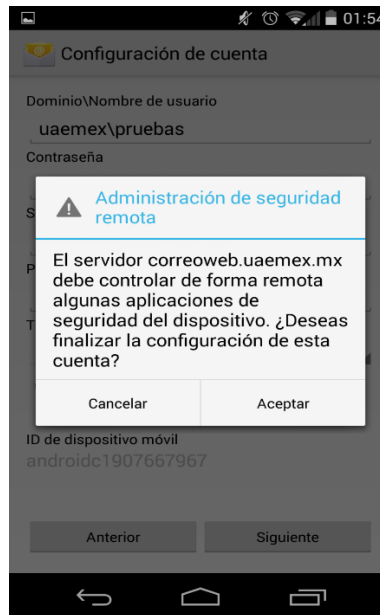 01:54
Configuración de cuenta
Dominio\Nombre de usuario
uaemex\pruebas
Contraseña
S
Administración de seguridad
remota
P
El servidor correoweb.uaemex.mx
debe controlar de forma remota
algunas aplicaciones de
seguridad del dispositivo. ¿Deseas
T
finalizar la configuración de esta
cuenta?
Cancelar
Aceptar
ID de dispositivo móvil
androidc1907667967
Anterior
Siguiente